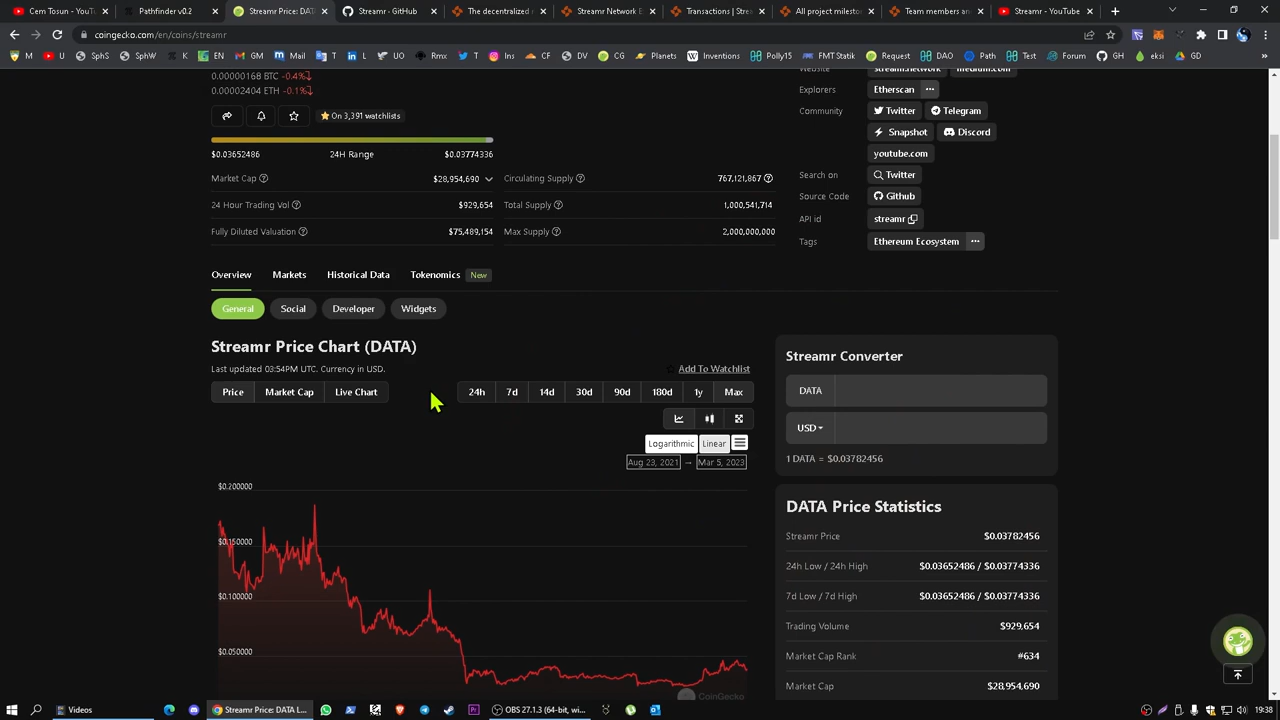 Cem Tosun - YouTube
Pathfinder v0.2
Streamr Price: DATA
Streamr · GitHub
The decentralized
Streamr Network E
Transactions | Strea
All project milesto
Team members an
Streamr - YouTube
coingecko.com/en/coins/streamr
M
U
SphS
SphW
K
EN
GM
Mail
T
L
UO
Rmx
Ins
CF
DV
CG
Planets
Inventions
Polly15
FMT Statik
Request
DAO
Path
Test
Forum
GH
eksi
GD
0.00000168 BTC -0.4%
0.00002404 ETH -0.1%
On 3,391 watchlists
$0.03652486 24H Range $0.03774336
Market Cap $28,954,690
Circulating Supply 767,121,867
24 Hour Trading Vol $929,654
Total Supply 1,000,541,714
Fully Diluted Valuation $75,489,154
Max Supply 2,000,000,000
Website streamr.network medium.com
Explorers Etherscan
Community Twitter Telegram
Snapshot Discord
youtube.com
Search on Twitter
Source Code Github
API id streamr
Tags Ethereum Ecosystem
Overview Markets Historical Data Tokenomics New
General Social Developer Widgets
Streamr Price Chart (DATA)
Last updated 03:54PM UTC. Currency in USD.
Add To Watchlist
Price Market Cap Live Chart
24h 7d 14d 30d 90d 180d 1y Max
Logarithmic Linear
Aug 23, 2021 → Mar 5, 2023
$0.200000
$0.150000
$0.100000
$0.050000
CoinGecko
Streamr Converter
DATA
USD
1 DATA = $0.03782456
DATA Price Statistics
Streamr Price $0.03782456
24h Low / 24h High $0.03652486 / $0.03774336
7d Low / 7d High $0.03652486 / $0.03774336
Trading Volume $929,654
Market Cap Rank #634
Market Cap $28,954,690
Videos
Streamr Price: DATA L...
OBS 27.1.3 (64-bit, wi...
19:38